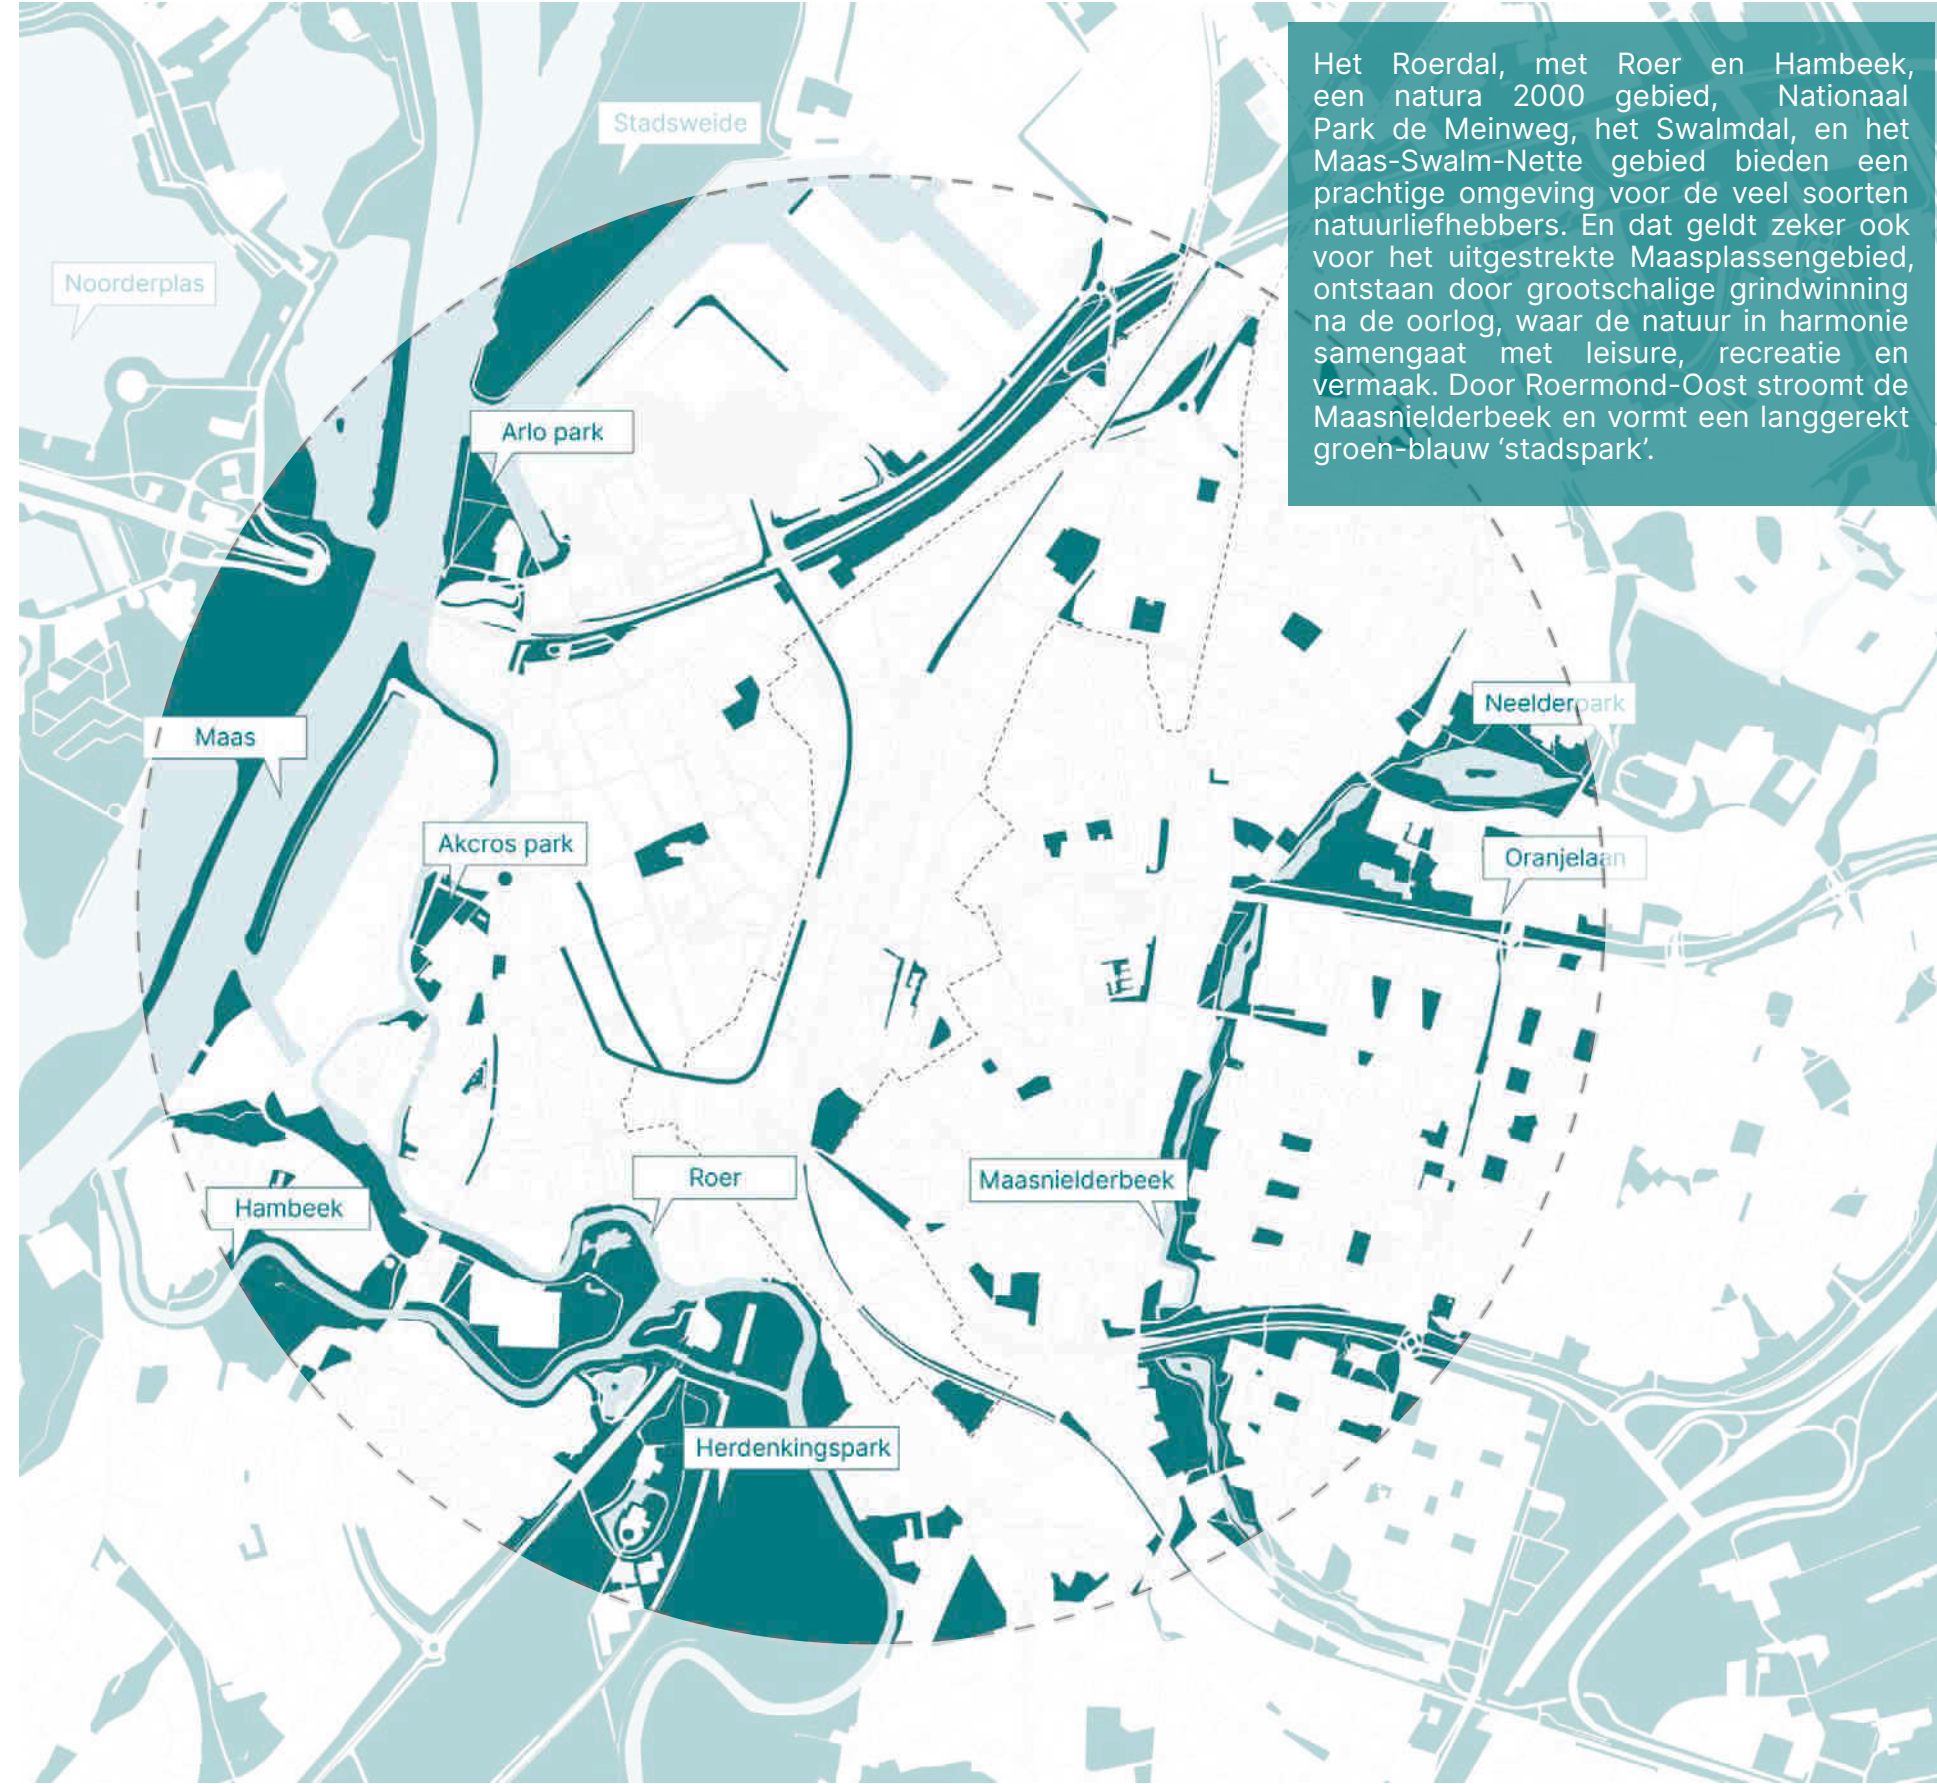 Het Roerdal, met Roer en Hambeek,
een natura 2000 gebied, Nationaal
Park de Meinweg, het Swalmdal, en het
Maas-Swalm-Nette gebied bieden een
prachtige omgeving voor de veel soorten
natuurliefhebbers. En dat geldt zeker ook
voor het uitgestrekte Maasplassengebied,
ontstaan door grootschalige grindwinning
na de oorlog, waar de natuur in harmonie
samengaat met leisure, recreatie en
vermaak. Door Roermond-Oost stroomt de
Maasnielderbeek en vormt een langgerekt
groen-blauw ‘stadspark’.
Stadsweide
Noorderplas
Arlo park
Neelderpark
Maas
Akcros park
Oranjelaan
Roer
Maasnielderbeek
Hambeek
Herdenkingspark